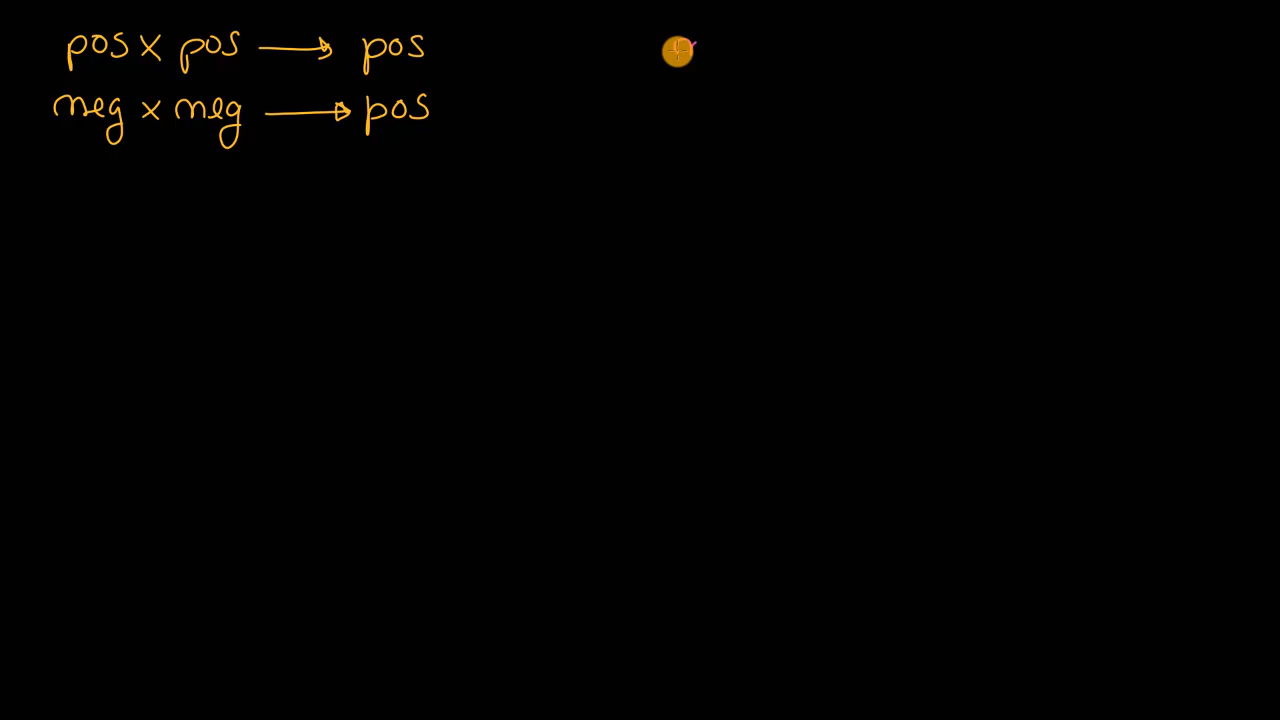 pos x pos → pos
neg x neg → pos